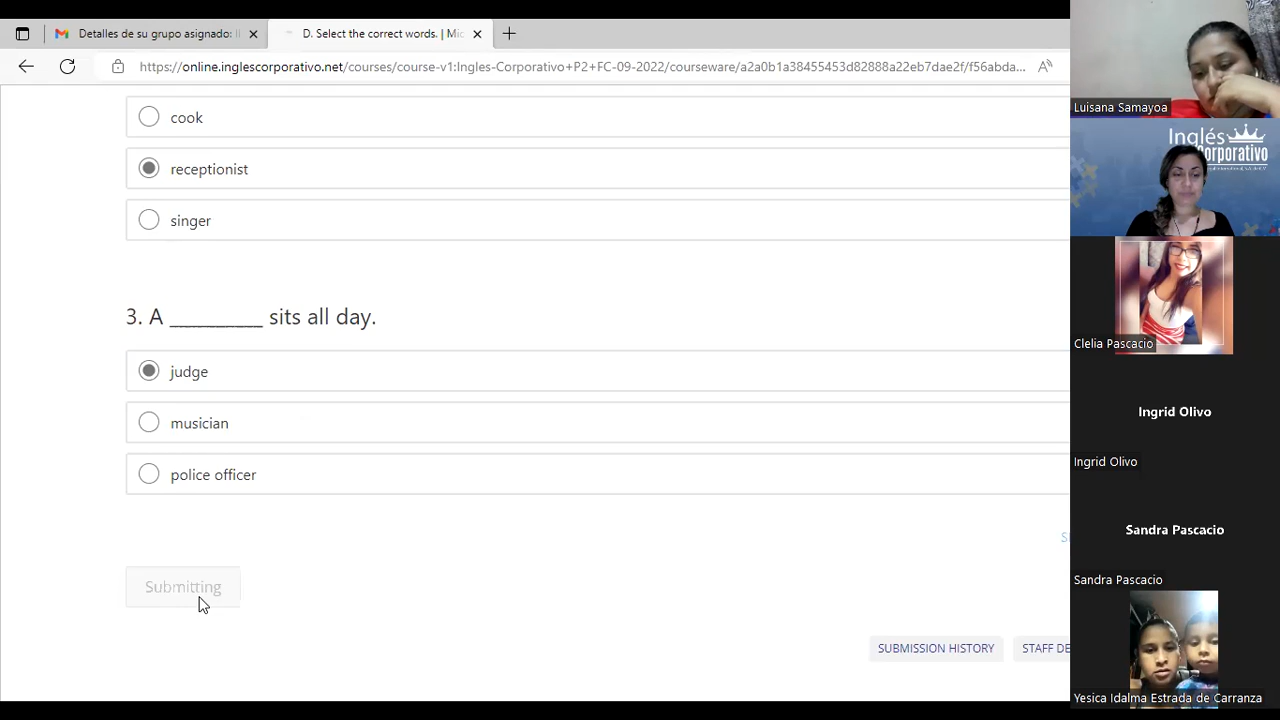 Detalles de su grupo asignado: I
D. Select the correct words. | Mic
https://online.inglescorporativo.net/courses/course-v1:Ingles-Corporativo+P2+FC-09-2022/courseware/a2a0b1a38455453d82888a22eb7dae2f/f56abda...
cook
receptionist
singer
3. A ________ sits all day.
judge
musician
police officer
Submitting
SUBMISSION HISTORY
STAFF DE
Luisana Samayoa
Inglés
Corporativo
Clelia Pascacio
Ingrid Olivo
Ingrid Olivo
Sandra Pascacio
Sandra Pascacio
Yesica Idalma Estrada de Carranza